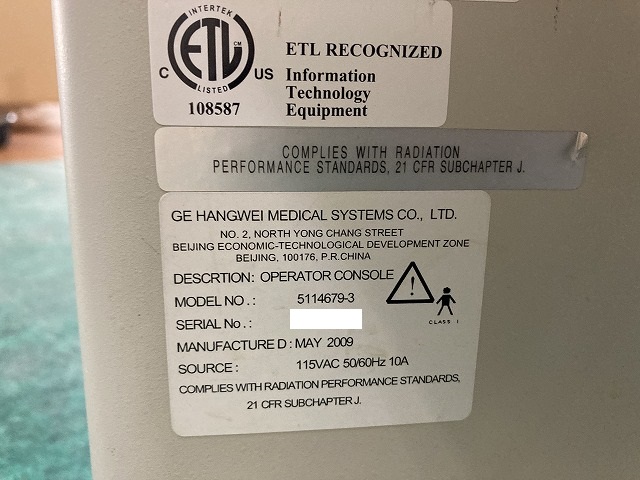 INTERTEK
ETL CM
C US
LISTED
108587
ETL RECOGNIZED
Information
Technology
Equipment
COMPLIES WITH RADIATION
PERFORMANCE STANDARDS, 21 CFR SUBCHAPTER J.
GE HANGWEI MEDICAL SYSTEMS CO., LTD.
NO. 2, NORTH YONG CHANG STREET
BEIJING ECONOMIC-TECHNOLOGICAL DEVELOPMENT ZONE
BEIJING, 100176, P.R.CHINA
DESCRTION: OPERATOR CONSOLE
MODEL NO.: 5114679-3
SERIAL No.:
MANUFACTURE D: MAY 2009
SOURCE: 115VAC 50/60Hz 10A
COMPLIES WITH RADIATION PERFORMANCE STANDARDS,
21 CFR SUBCHAPTER J.
!
CLASS I